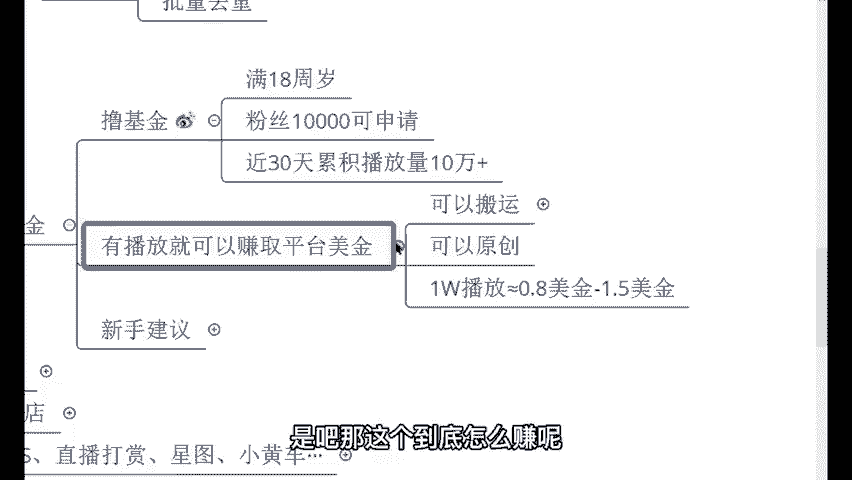 批量去重
满18周岁
撸基金
粉丝10000可申请
近30天累积播放量10万+
可以搬运
金
有播放就可以赚取平台美金
可以原创
1W播放≈0.8美金-1.5美金
新手建议
店
S、直播打赏、星图、小黄车…
是吧那这个到底怎么赚呢